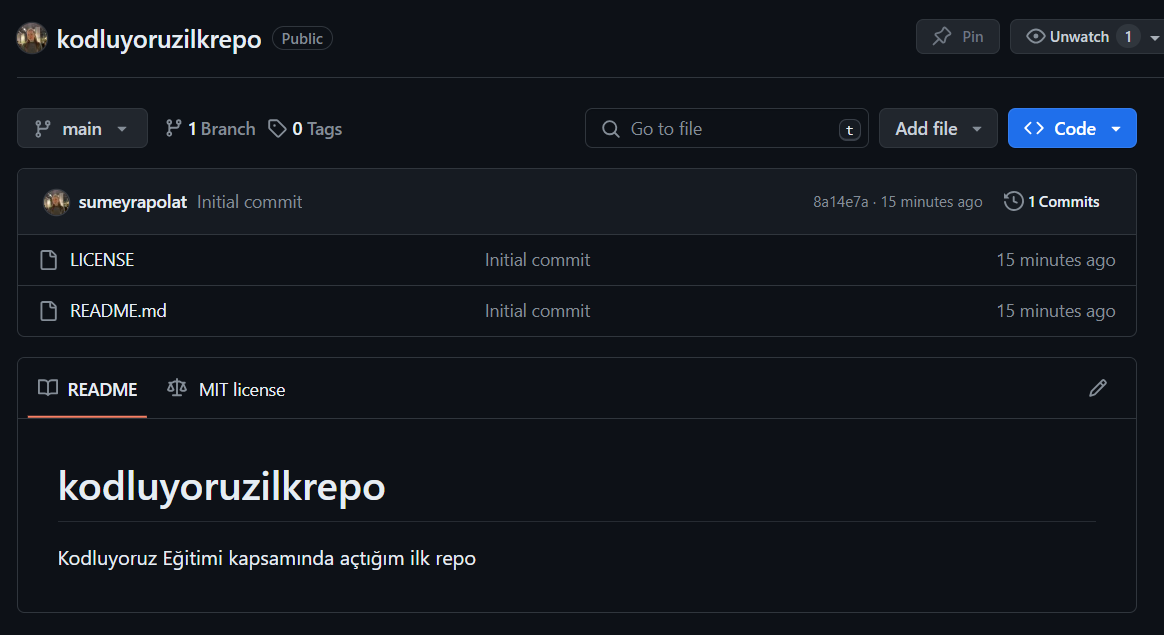 kodluyoruzilkrepo Public Pin Unwatch 1
main 1 Branch 0 Tags Go to file t Add file Code
sumeyrapolat Initial commit 8a14e7a · 15 minutes ago 1 Commits
LICENSE Initial commit 15 minutes ago
README.md Initial commit 15 minutes ago
README MIT license
kodluyoruzilkrepo
Kodluyoruz Eğitimi kapsamında açtığım ilk repo